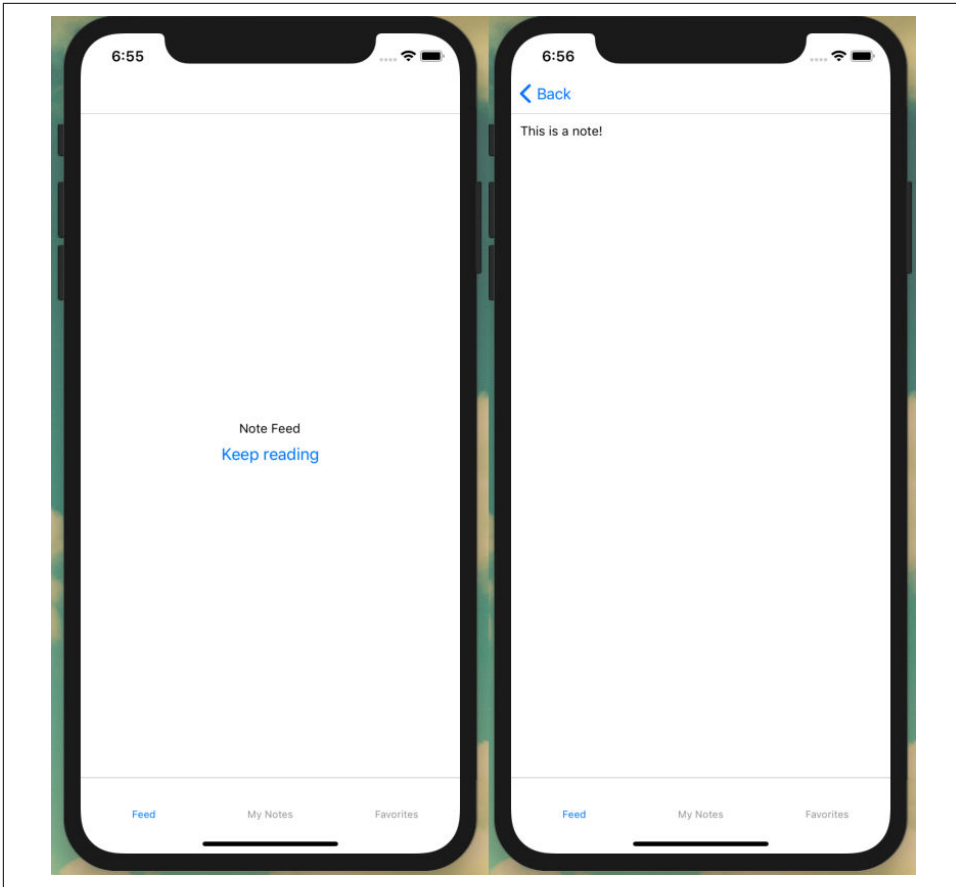 6:55
Note Feed
Keep reading
Feed My Notes Favorites
6:56
Back
This is a note!
Feed My Notes Favorites